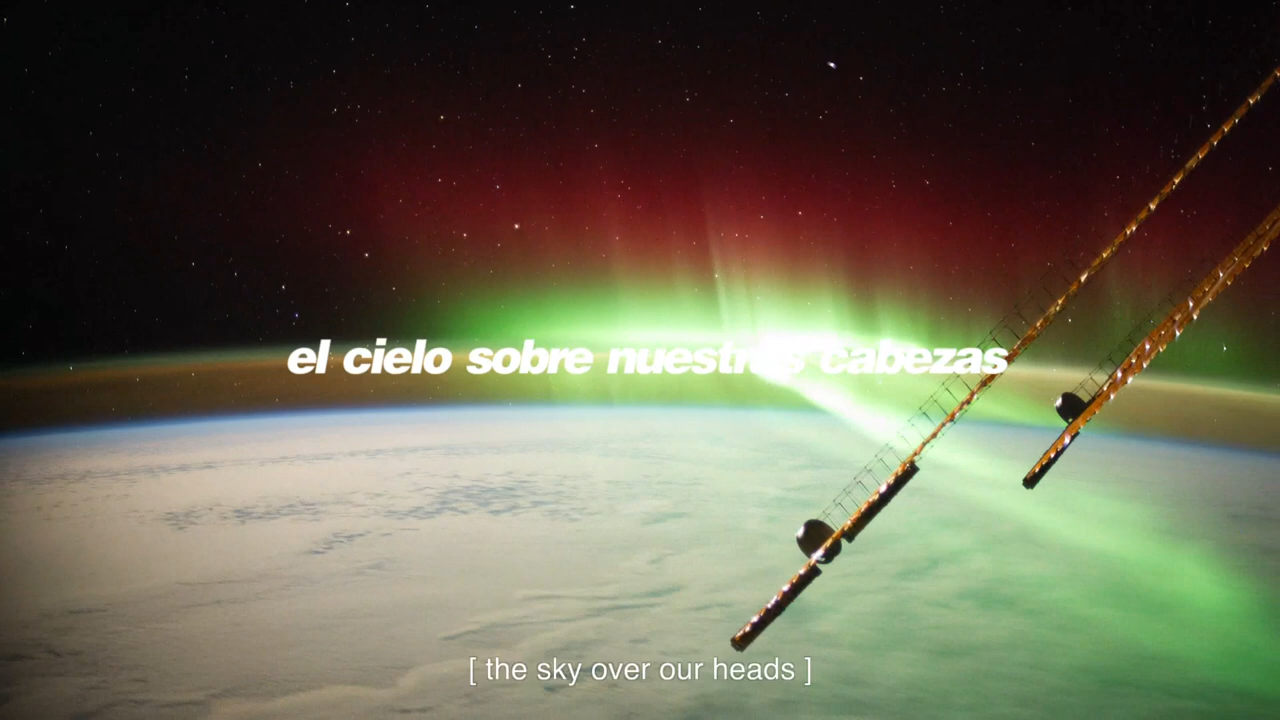 el cielo sobre nuestras cabezas
[ the sky over our heads ]